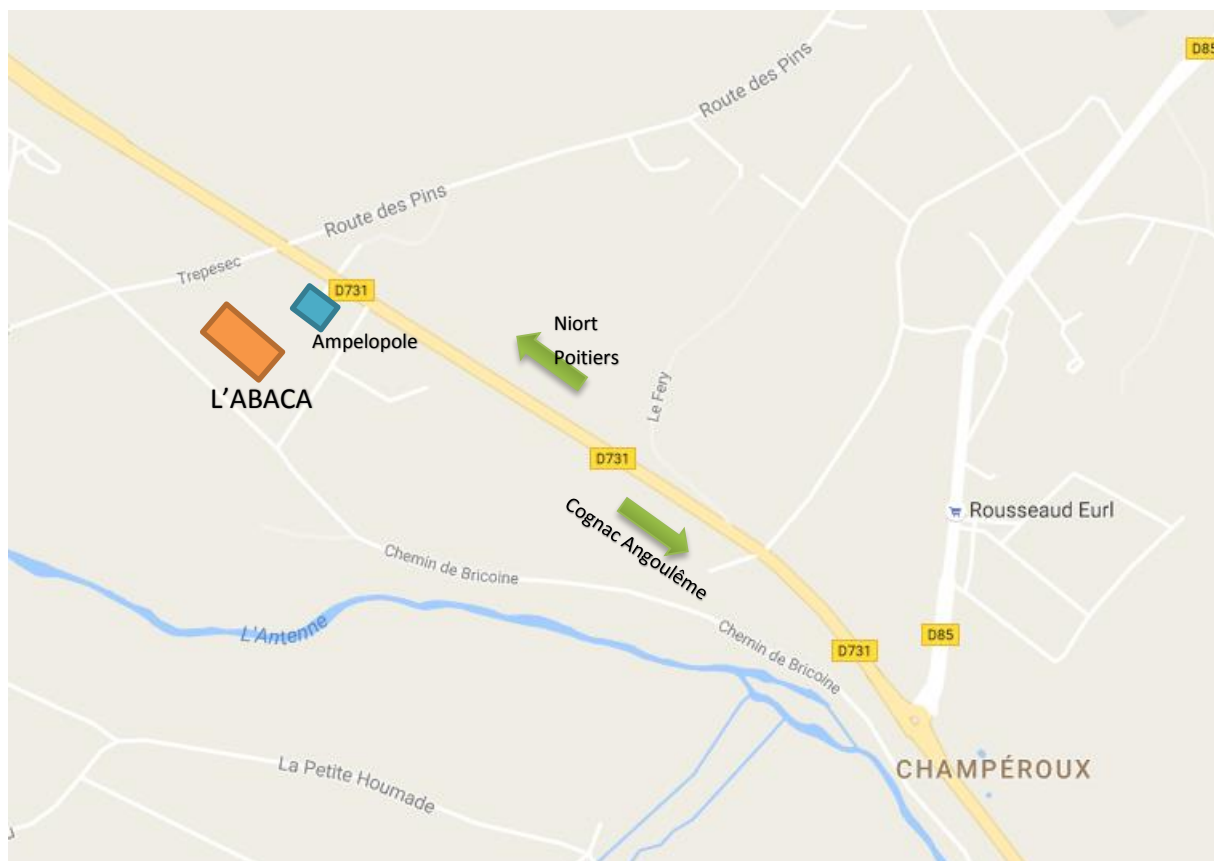 D85
Route des Pins
Route des Pins
Trepesec
D731
Ampelopole
L'ABACA
Niort
Poitiers
Le Fery
D731
Cognac Angoulême
Rousseaud Eurl
Chemin de Bricoine
L'Antenne
Chemin de Bricoine
D731
D85
La Petite Houmade
CHAMPÉROUX